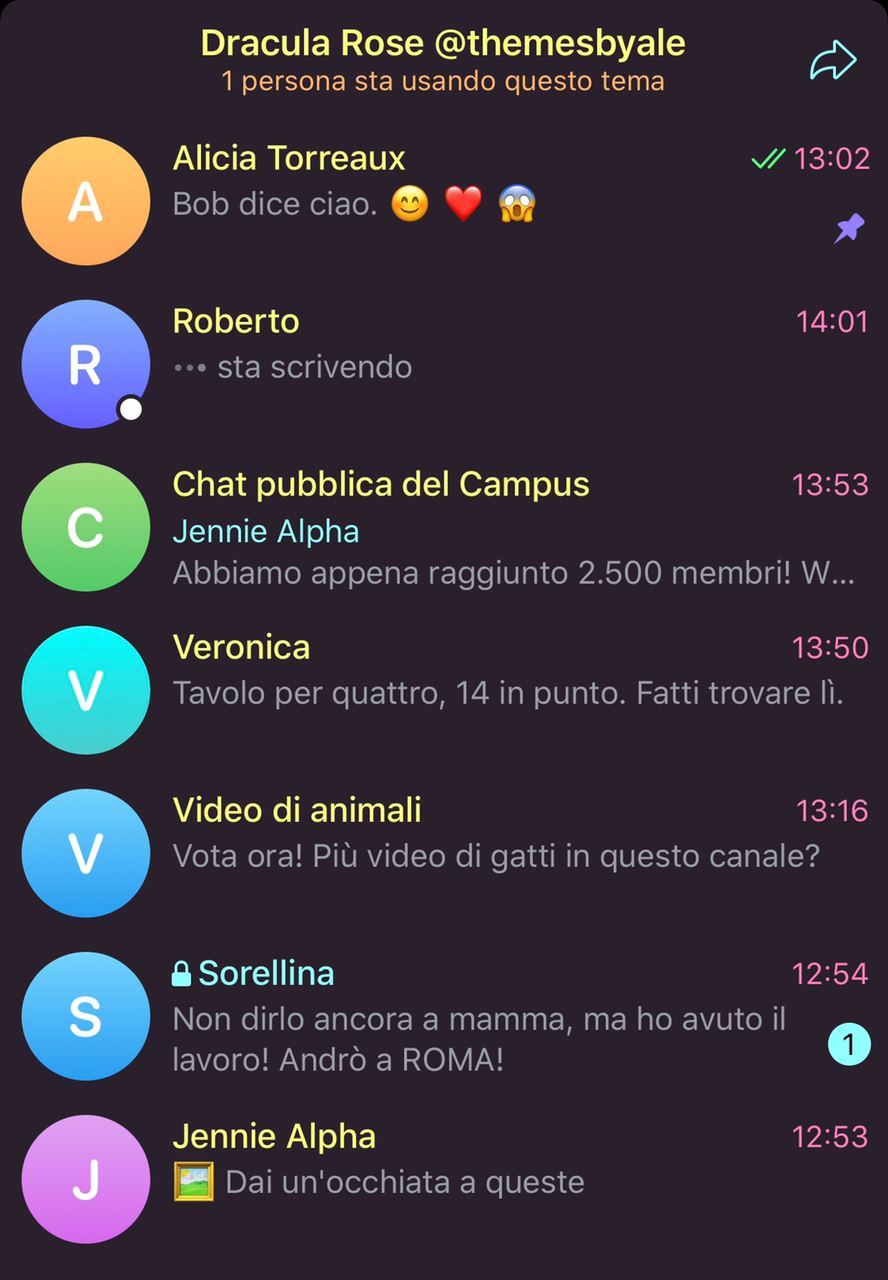 Dracula Rose @themesbyale
1 persona sta usando questo tema
A
Alicia Torreaux
13:02
Bob dice ciao. 😊 ❤️ 😱
R
Roberto
14:01
••• sta scrivendo
C
Chat pubblica del Campus
13:53
Jennie Alpha
Abbiamo appena raggiunto 2.500 membri! W...
V
Veronica
13:50
Tavolo per quattro, 14 in punto. Fatti trovare lì.
V
Video di animali
13:16
Vota ora! Più video di gatti in questo canale?
S
Sorellina
12:54
Non dirlo ancora a mamma, ma ho avuto il
lavoro! Andrò a ROMA!
1
J
Jennie Alpha
12:53
🖼️ Dai un'occhiata a queste